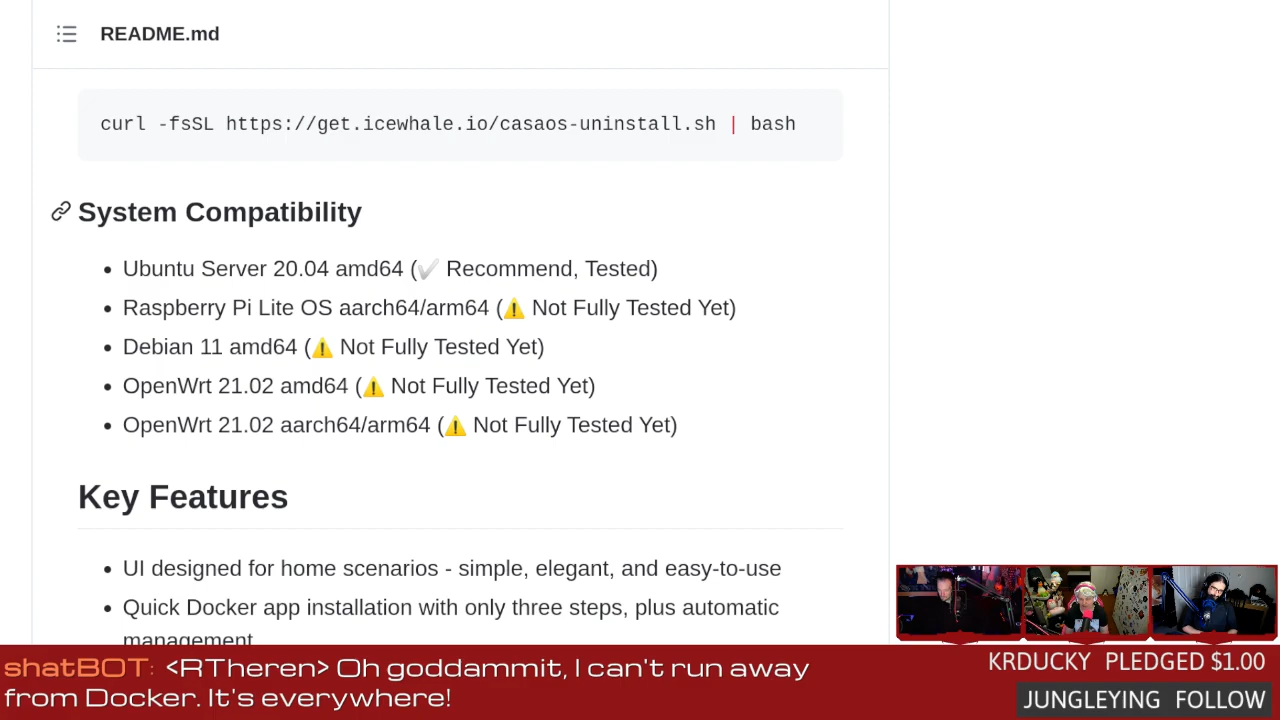 README.md
curl -fsSL https://get.icewhale.io/casaos-uninstall.sh | bash
System Compatibility
• Ubuntu Server 20.04 amd64 (✔️ Recommend, Tested)
• Raspberry Pi Lite OS aarch64/arm64 (⚠️ Not Fully Tested Yet)
• Debian 11 amd64 (⚠️ Not Fully Tested Yet)
• OpenWrt 21.02 amd64 (⚠️ Not Fully Tested Yet)
• OpenWrt 21.02 aarch64/arm64 (⚠️ Not Fully Tested Yet)
Key Features
• UI designed for home scenarios - simple, elegant, and easy-to-use
• Quick Docker app installation with only three steps, plus automatic
management
shatBOT: <RTheren> Oh goddammit, I can't run away
from Docker. It's everywhere!
KRDUCKY PLEDGED $1.00
JUNGLEYING FOLLOW